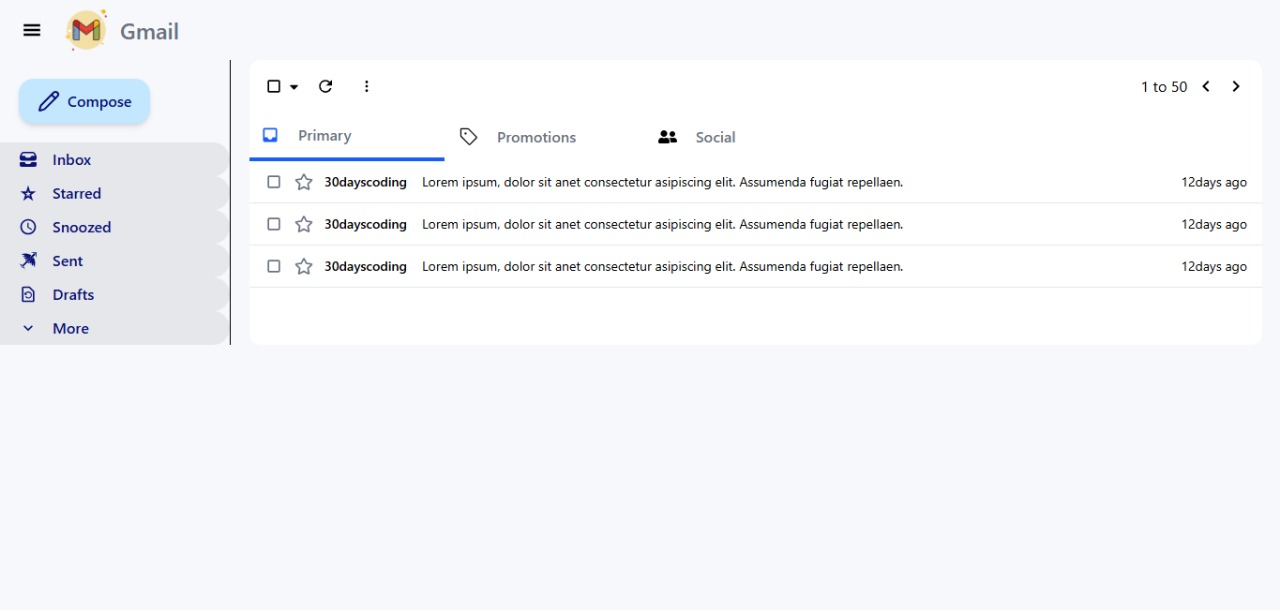 Gmail
Compose
Inbox
Starred
Snoozed
Sent
Drafts
More
1 to 50
Primary
Promotions
Social
30dayscoding Lorem ipsum, dolor sit anet consectetur asipiscing elit. Assumenda fugiat repellaen. 12days ago
30dayscoding Lorem ipsum, dolor sit anet consectetur asipiscing elit. Assumenda fugiat repellaen. 12days ago
30dayscoding Lorem ipsum, dolor sit anet consectetur asipiscing elit. Assumenda fugiat repellaen. 12days ago